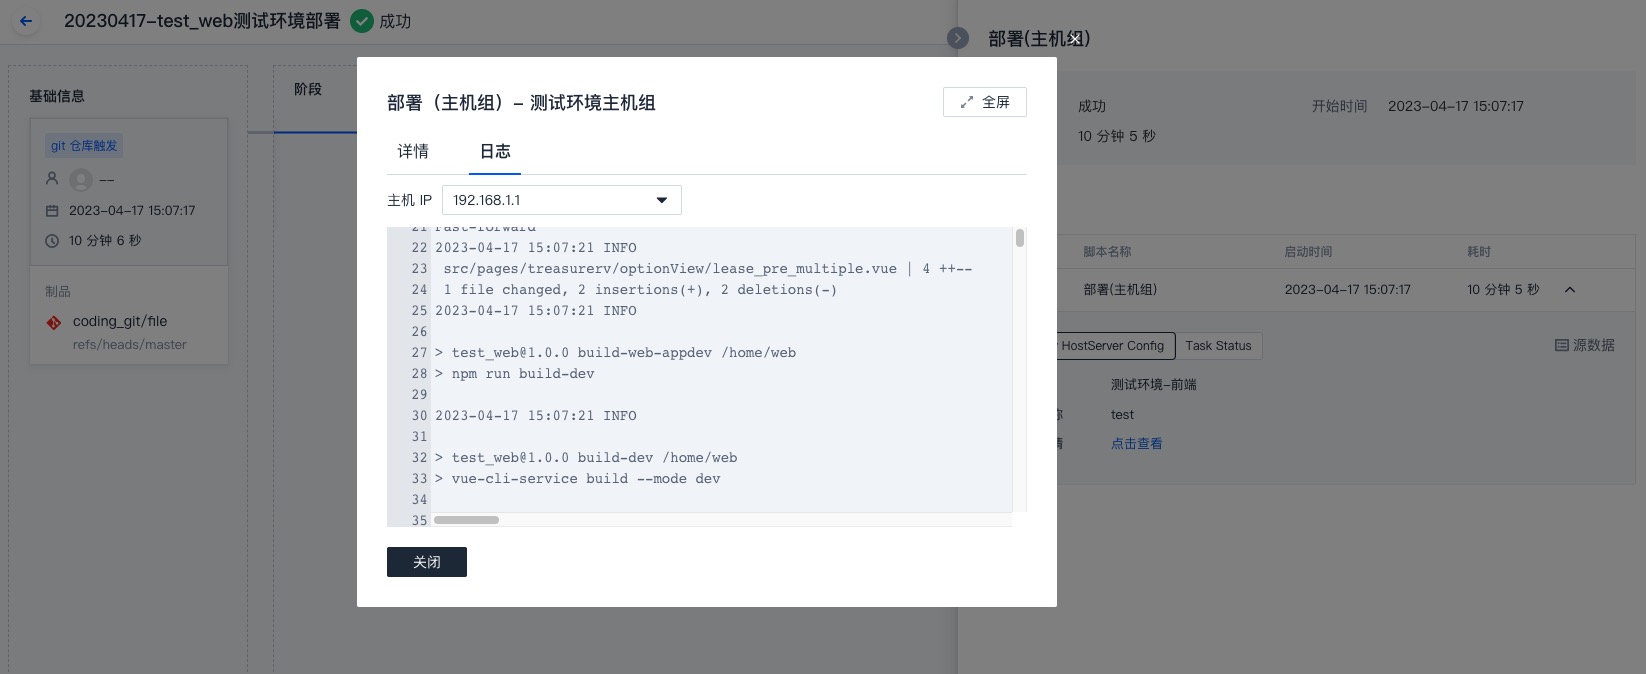 20230417-test_web测试环境部署 成功
部署(主机组)
基础信息
阶段
git 仓库触发
--
2023-04-17 15:07:17
10 分钟 6 秒
制品
coding_git/file
refs/heads/master
部署（主机组）- 测试环境主机组
全屏
详情 日志
主机 IP 192.168.1.1
21 Fast-forward
22 2023-04-17 15:07:21 INFO
23 src/pages/treasurerv/optionView/lease_pre_multiple.vue | 4 ++--
24 1 file changed, 2 insertions(+), 2 deletions(-)
25 2023-04-17 15:07:21 INFO
26
27 > test_web@1.0.0 build-web-appdev /home/web
28 > npm run build-dev
29
30 2023-04-17 15:07:21 INFO
31
32 > test_web@1.0.0 build-dev /home/web
33 > vue-cli-service build --mode dev
34
35
关闭
成功 开始时间 2023-04-17 15:07:17
10 分钟 5 秒
脚本名称 启动时间 耗时
部署(主机组) 2023-04-17 15:07:17 10 分钟 5 秒
HostServer Config Task Status 源数据
测试环境-前端
test
点击查看